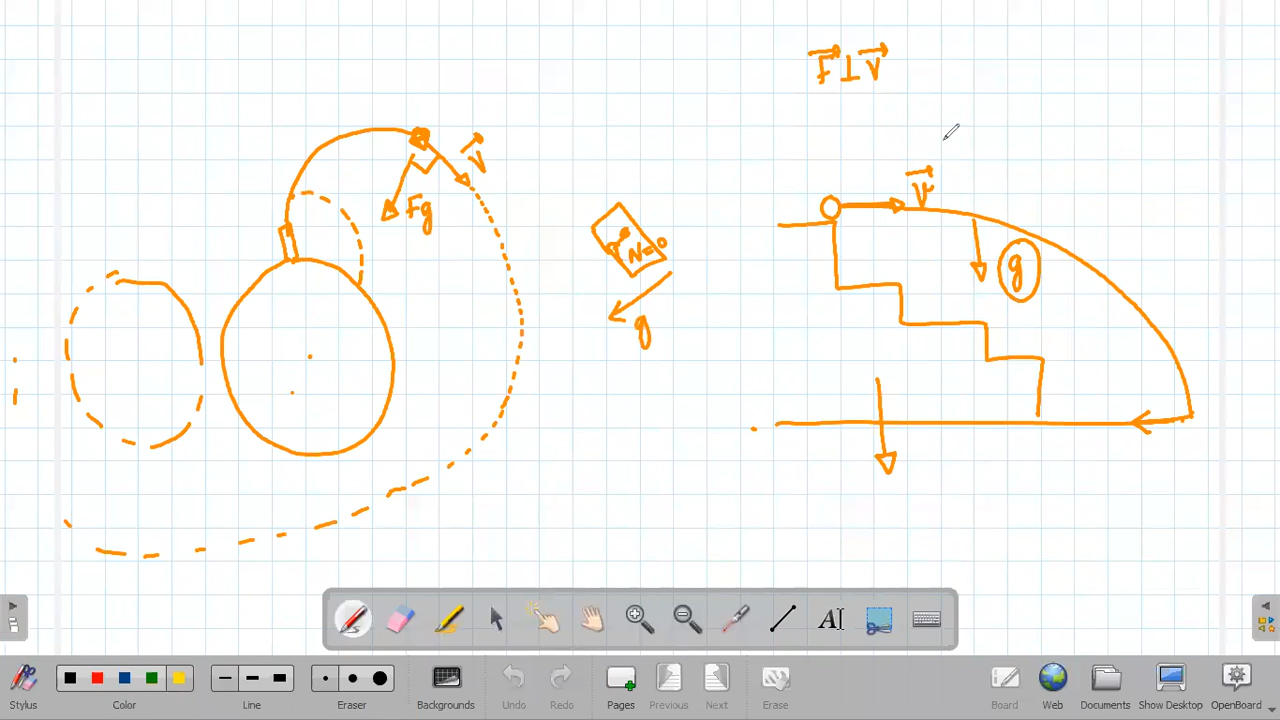 F⃗ ⊥ V⃗
V⃗
Fg
N=0
g
V⃗
g
Stylus
Color
Line
Eraser
Backgrounds
Undo
Redo
Pages
Previous
Next
Erase
Board
Web
Documents
Show Desktop
OpenBoard